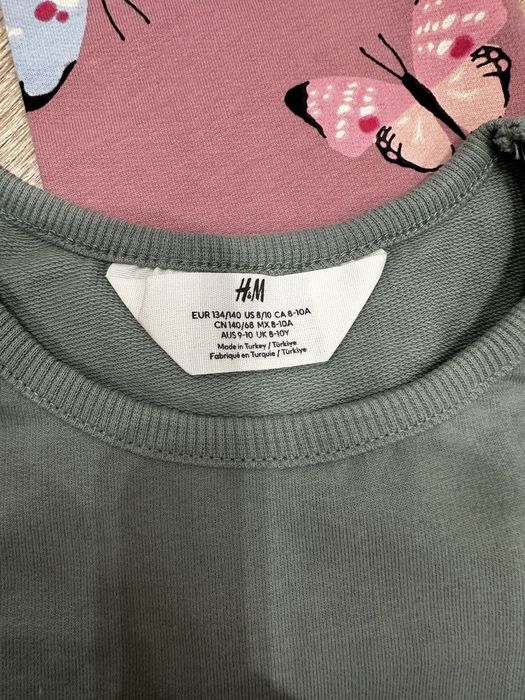 H&M
EUR 134/140 US 8/10 CA 8-10A
CN 140/68 MX 8-10A
AUS 9-10 UK 8-10Y
Made in Turkey / Türkiye
Fabriqué en Turquie / Türkiye